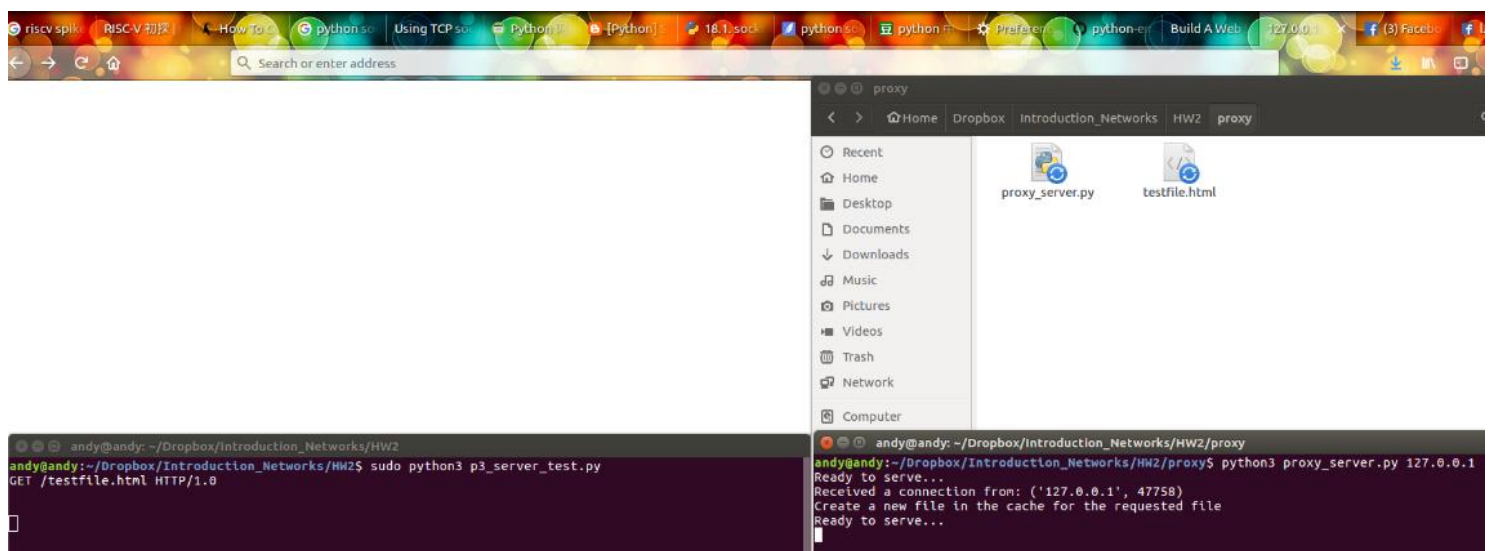 riscv spike RISC-V 初探 How To C python so Using TCP soc Python [Python] 18.1. sock python so python Preferenc python-en Build A Web 127.0.0.1 (3) Facebo
Search or enter address
proxy
Home Dropbox Introduction_Networks HW2 proxy
Recent
Home
Desktop
Documents
Downloads
Music
Pictures
Videos
Trash
Network
Computer
proxy_server.py testfile.html
andy@andy: ~/Dropbox/Introduction_Networks/HW2
andy@andy:~/Dropbox/Introduction_Networks/HW2$ sudo python3 p3_server_test.py
GET /testfile.html HTTP/1.0
andy@andy: ~/Dropbox/Introduction_Networks/HW2/proxy
andy@andy:~/Dropbox/Introduction_Networks/HW2/proxy$ python3 proxy_server.py 127.0.0.1
Ready to serve...
Received a connection from: ('127.0.0.1', 47758)
Create a new file in the cache for the requested file
Ready to serve...